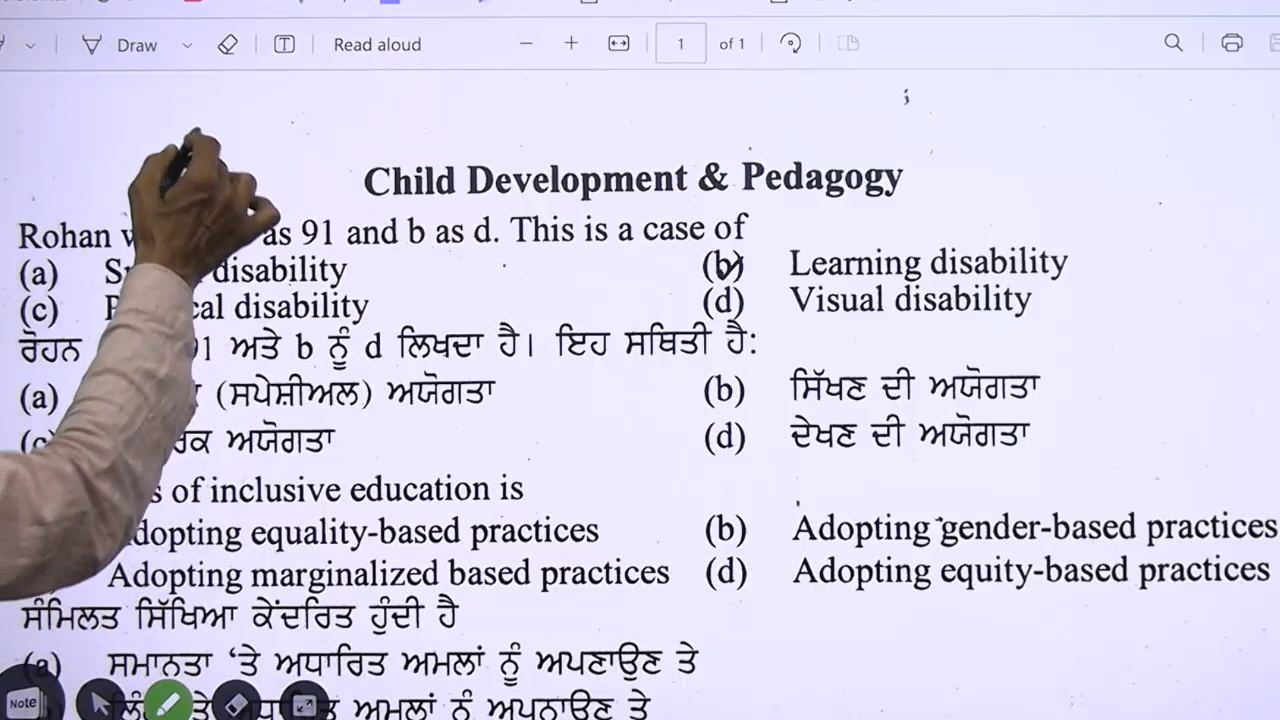 Draw Read aloud 1 of 1
Child Development & Pedagogy
Rohan as 91 and b as d. This is a case of
(a) disability (b) Learning disability
(c) disability (d) Visual disability
ਰੋਹਨ ਅਤੇ b ਨੂੰ d ਲਿਖਦਾ ਹੈ। ਇਹ ਸਥਿਤੀ ਹੈ:
(a) (ਸਪੇਸ਼ੀਅਲ) ਅਯੋਗਤਾ (b) ਸਿੱਖਣ ਦੀ ਅਯੋਗਤਾ
ਅਯੋਗਤਾ (d) ਦੇਖਣ ਦੀ ਅਯੋਗਤਾ
of inclusive education is
equality-based practices (b) Adopting gender-based practices
Adopting marginalized based practices (d) Adopting equity-based practices
ਸੰਮਿਲਤ ਸਿੱਖਿਆ ਕੇਂਦਰਿਤ ਹੁੰਦੀ ਹੈ
(a) ਸਮਾਨਤਾ ‘ਤੇ ਅਧਾਰਿਤ ਅਮਲਾਂ ਨੂੰ ਅਪਣਾਉਣ ਤੇ
Note ਅਮਲਾਂ ਨੂੰ ਅਪਨਾਉਣ ਤੇ